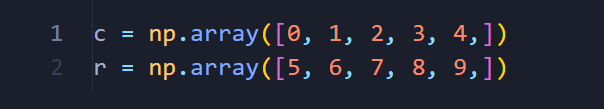 1 c = np.array([0, 1, 2, 3, 4,])
2 r = np.array([5, 6, 7, 8, 9,])